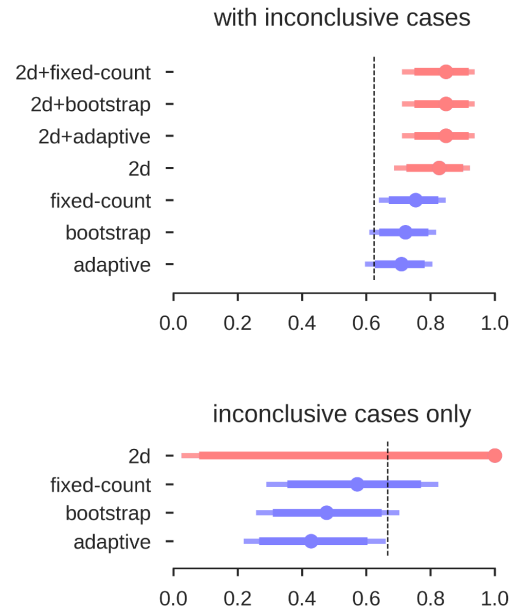 with inconclusive cases
2d+fixed-count
2d+bootstrap
2d+adaptive
2d
fixed-count
bootstrap
adaptive
0.0 0.2 0.4 0.6 0.8 1.0
inconclusive cases only
2d
fixed-count
bootstrap
adaptive
0.0 0.2 0.4 0.6 0.8 1.0